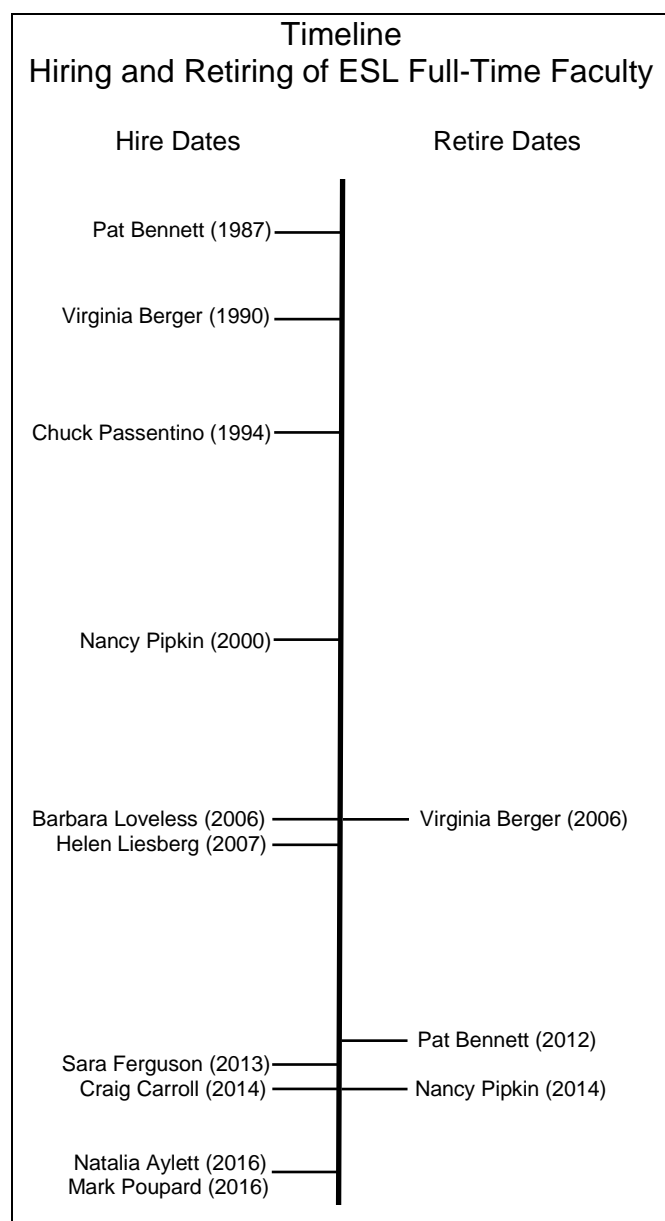 Timeline
Hiring and Retiring of ESL Full-Time Faculty
Hire Dates
Retire Dates
Pat Bennett (1987)
Virginia Berger (1990)
Chuck Passentino (1994)
Nancy Pipkin (2000)
Barbara Loveless (2006)
Virginia Berger (2006)
Helen Liesberg (2007)
Pat Bennett (2012)
Sara Ferguson (2013)
Craig Carroll (2014)
Nancy Pipkin (2014)
Natalia Aylett (2016)
Mark Poupard (2016)